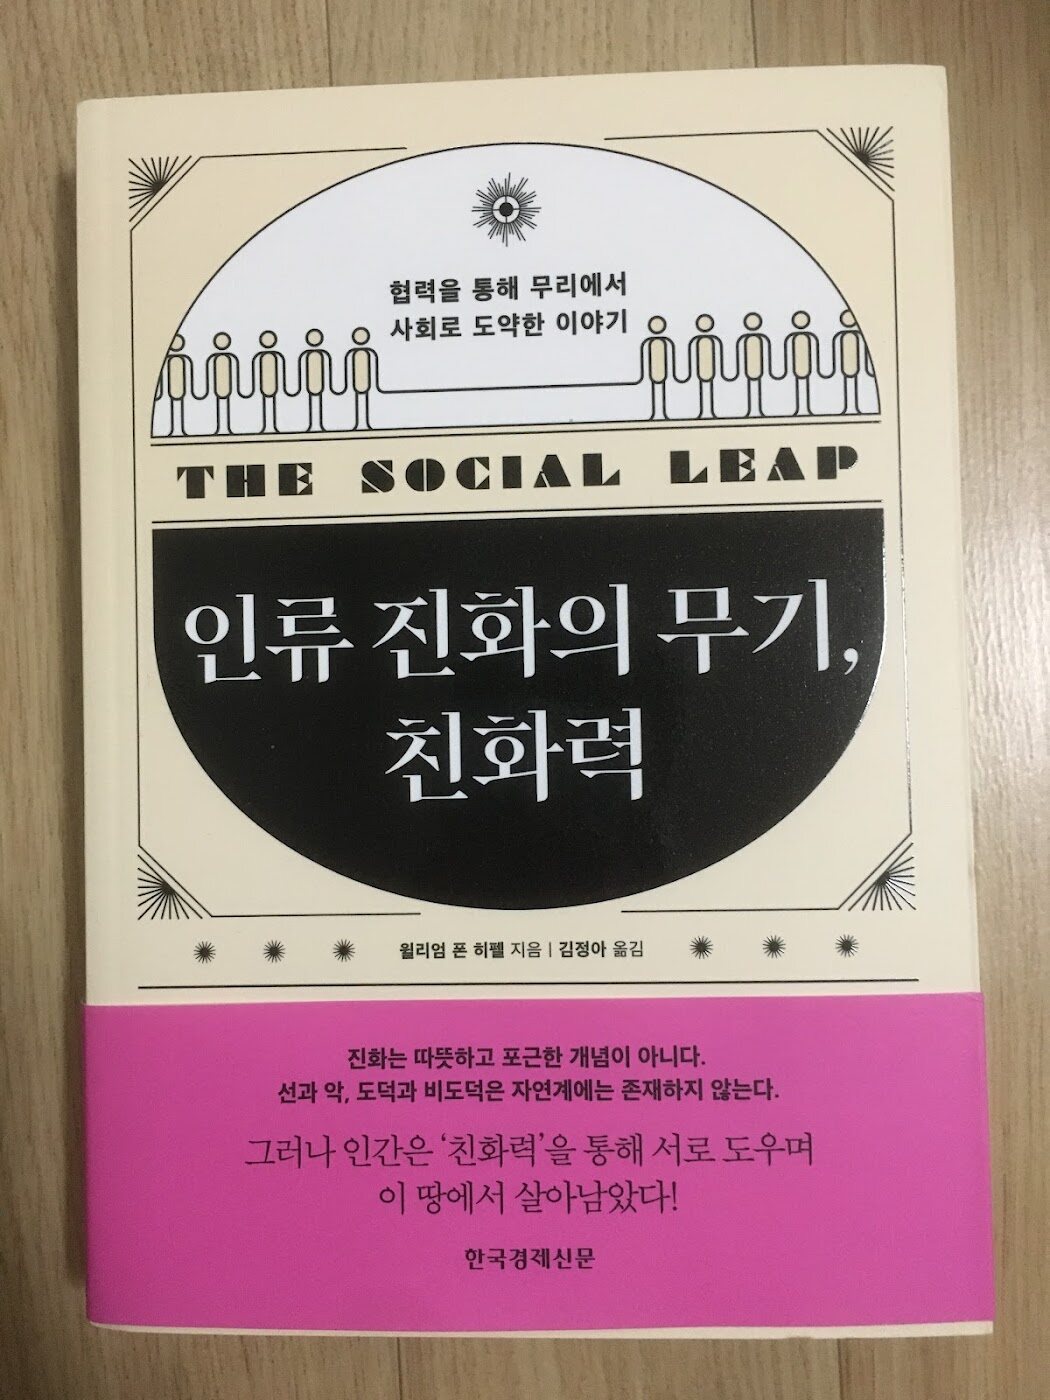 협력을 통해 무리에서
사회로 도약한 이야기
THE SOCIAL LEAP
인류 진화의 무기,
친화력
윌리엄 폰 히펠 지음 | 김정아 옮김
진화는 따뜻하고 포근한 개념이 아니다.
선과 악, 도덕과 비도덕은 자연계에는 존재하지 않는다.
그러나 인간은 ‘친화력’을 통해 서로 도우며
이 땅에서 살아남았다!
한국경제신문